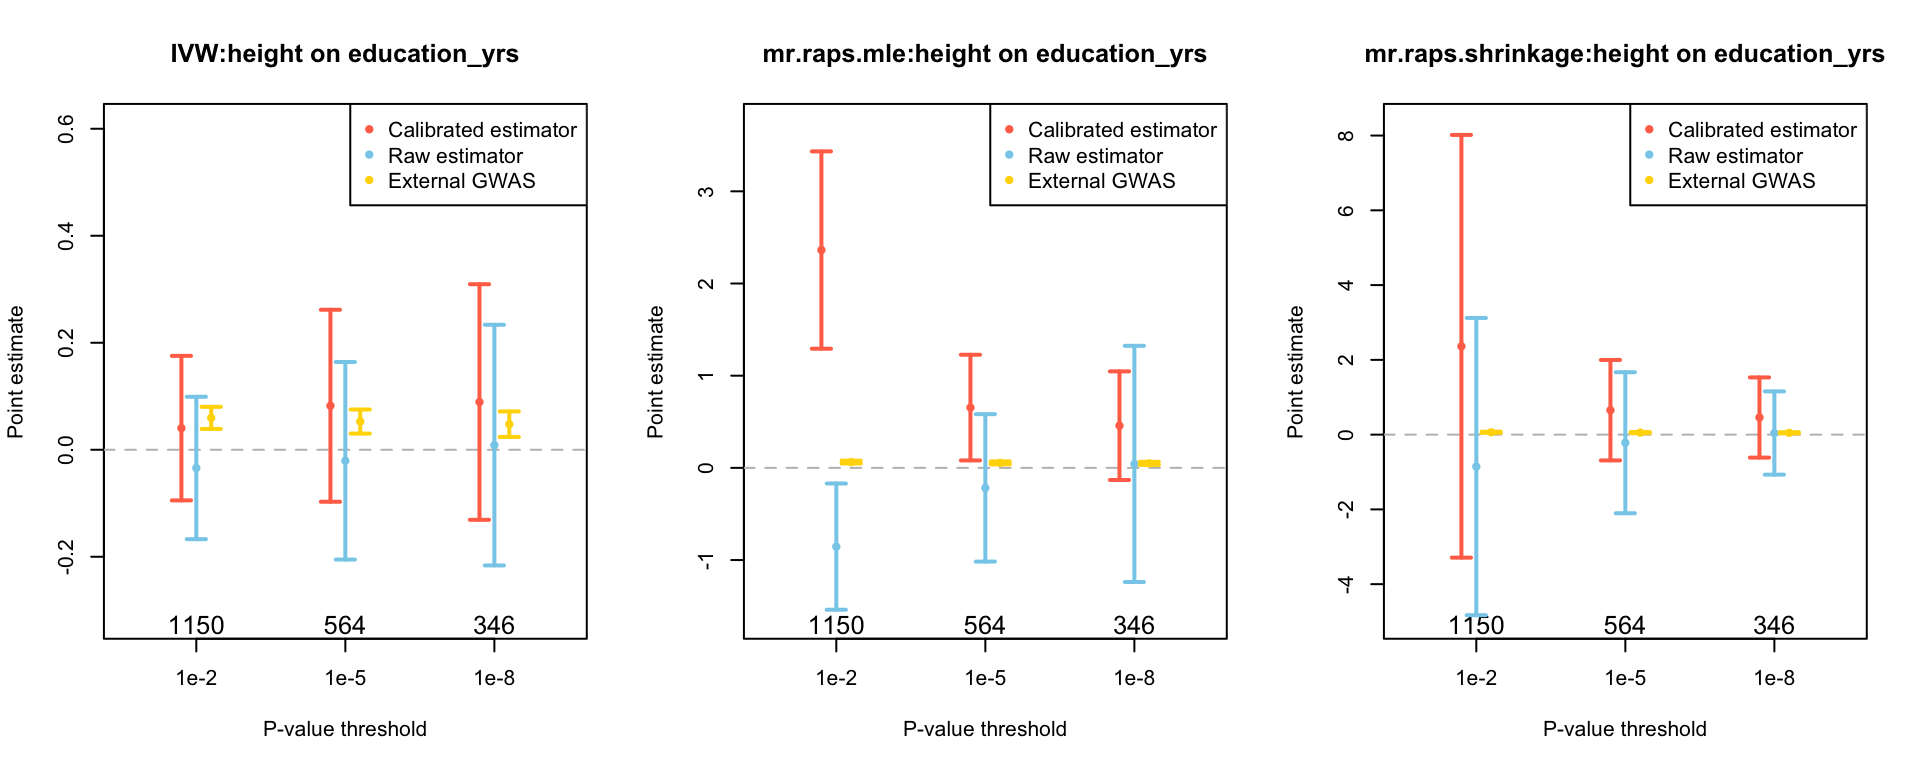 IVW:height on education_yrs
Point estimate
0.6
0.4
0.2
0.0
-0.2
Calibrated estimator
Raw estimator
External GWAS
1150 564 346
1e-2 1e-5 1e-8
P-value threshold
mr.raps.mle:height on education_yrs
Point estimate
3
2
1
0
-1
Calibrated estimator
Raw estimator
External GWAS
1150 564 346
1e-2 1e-5 1e-8
P-value threshold
mr.raps.shrinkage:height on education_yrs
Point estimate
8
6
4
2
0
-2
-4
Calibrated estimator
Raw estimator
External GWAS
1150 564 346
1e-2 1e-5 1e-8
P-value threshold